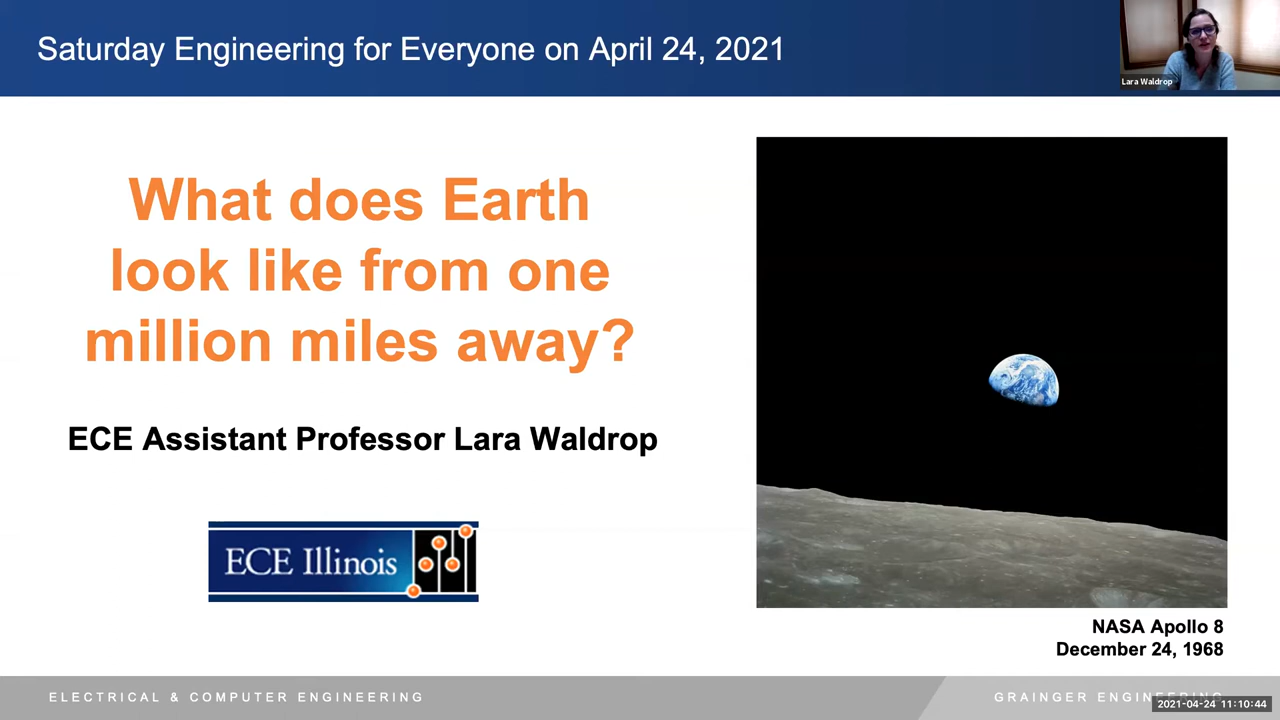 Saturday Engineering for Everyone on April 24, 2021
Lara Waldrop
What does Earth
look like from one
million miles away?
ECE Assistant Professor Lara Waldrop
ECE Illinois
NASA Apollo 8
December 24, 1968
ELECTRICAL & COMPUTER ENGINEERING
GRAINGER ENGINEERING
2021-04-24 11:10:44